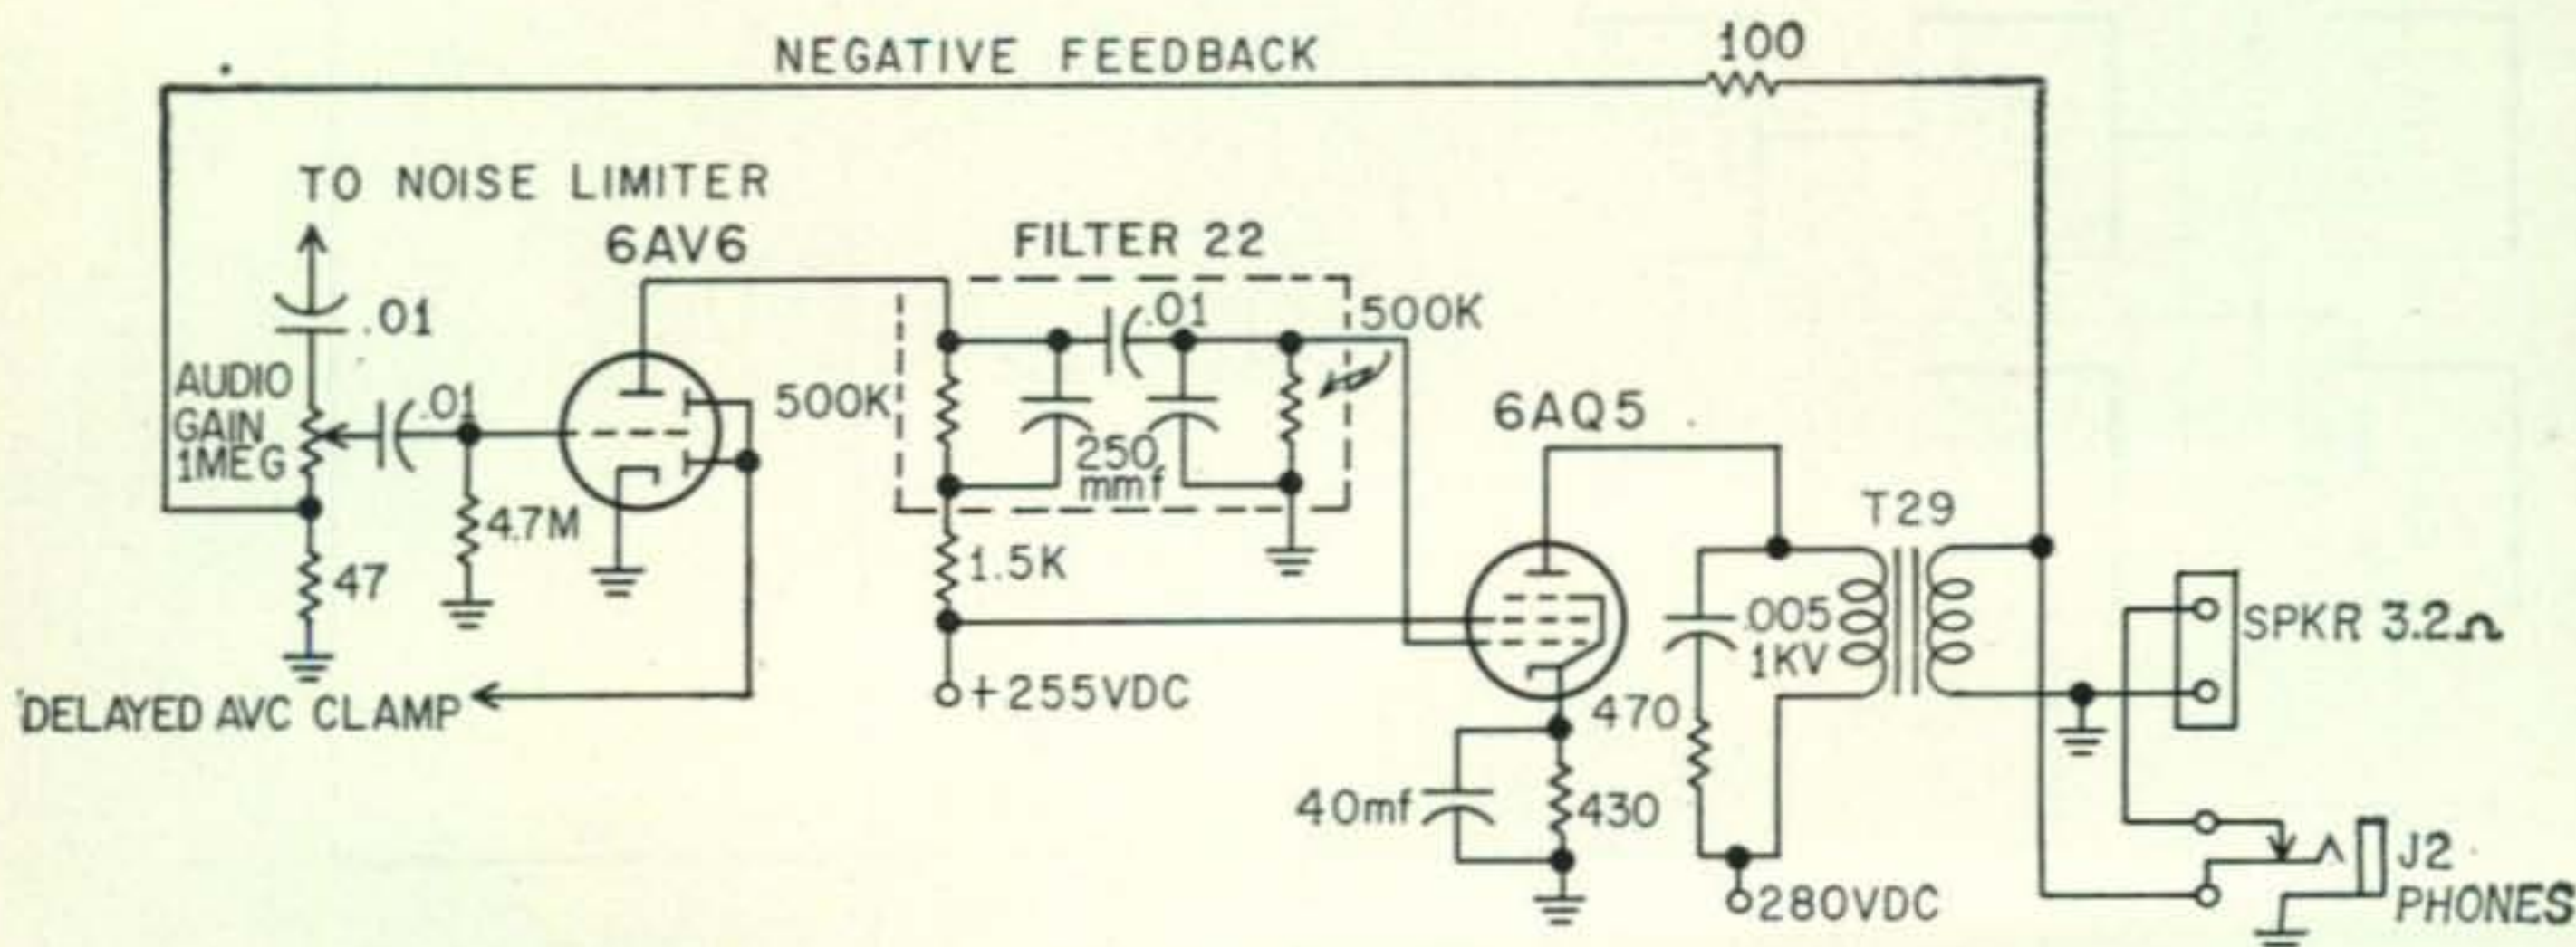 NEGATIVE FEEDBACK
100
TO NOISE LIMITER
6AV6
FILTER 22
.01
.01
500K
AUDIO
GAIN
1MEG
.01
500K
250
mmf
6AQ5
4.7M
47
1.5K
T29
.005
1KV
SPKR 3.2Ω
DELAYED AVC CLAMP
+255VDC
470
40mf
430
280VDC
J2
PHONES